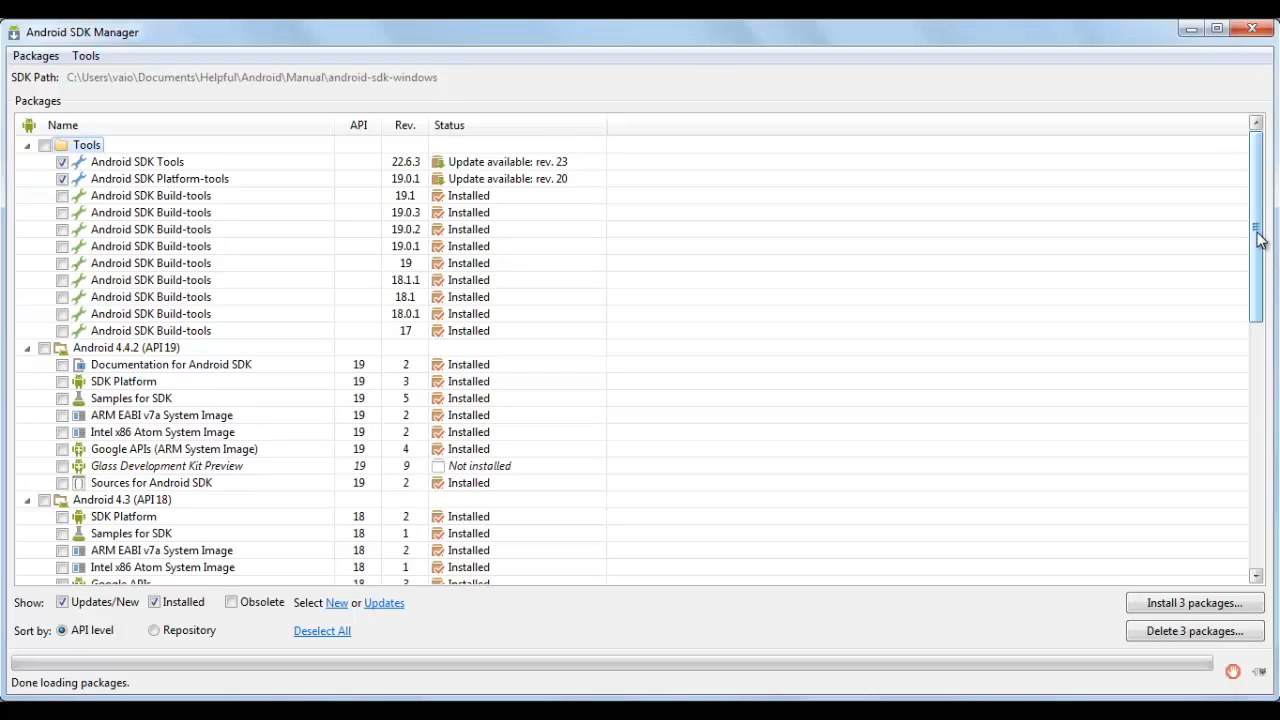 Android SDK Manager
Packages Tools
SDK Path: C:\Users\vaio\Documents\Helpful\Android\Manual\android-sdk-windows
Packages
Name API Rev. Status
Tools
Android SDK Tools 22.6.3 Update available: rev. 23
Android SDK Platform-tools 19.0.1 Update available: rev. 20
Android SDK Build-tools 19.1 Installed
Android SDK Build-tools 19.0.3 Installed
Android SDK Build-tools 19.0.2 Installed
Android SDK Build-tools 19.0.1 Installed
Android SDK Build-tools 19 Installed
Android SDK Build-tools 18.1.1 Installed
Android SDK Build-tools 18.1 Installed
Android SDK Build-tools 18.0.1 Installed
Android SDK Build-tools 17 Installed
Android 4.4.2 (API 19)
Documentation for Android SDK 19 2 Installed
SDK Platform 19 3 Installed
Samples for SDK 19 5 Installed
ARM EABI v7a System Image 19 2 Installed
Intel x86 Atom System Image 19 2 Installed
Google APIs (ARM System Image) 19 4 Installed
Glass Development Kit Preview 19 9 Not installed
Sources for Android SDK 19 2 Installed
Android 4.3 (API 18)
SDK Platform 18 2 Installed
Samples for SDK 18 1 Installed
ARM EABI v7a System Image 18 2 Installed
Intel x86 Atom System Image 18 1 Installed
Google APIs 18 3 Installed
Show: Updates/New Installed Obsolete Select New or Updates Install 3 packages...
Sort by: API level Repository Deselect All Delete 3 packages...
Done loading packages.